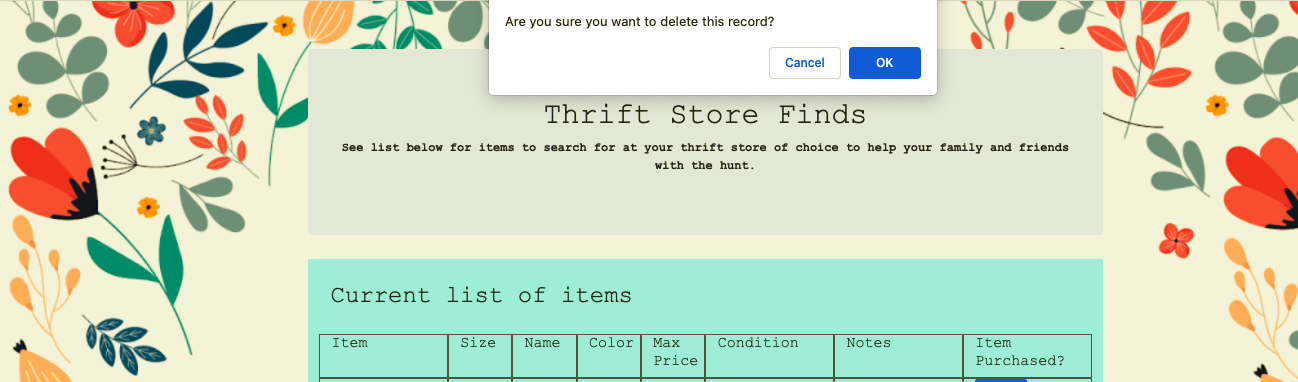 Are you sure you want to delete this record?
Cancel OK
Thrift Store Finds
See list below for items to search for at your thrift store of choice to help your family and friends
with the hunt.
Current list of items
Item Size Name Color Max Condition Notes Item
Price Purchased?